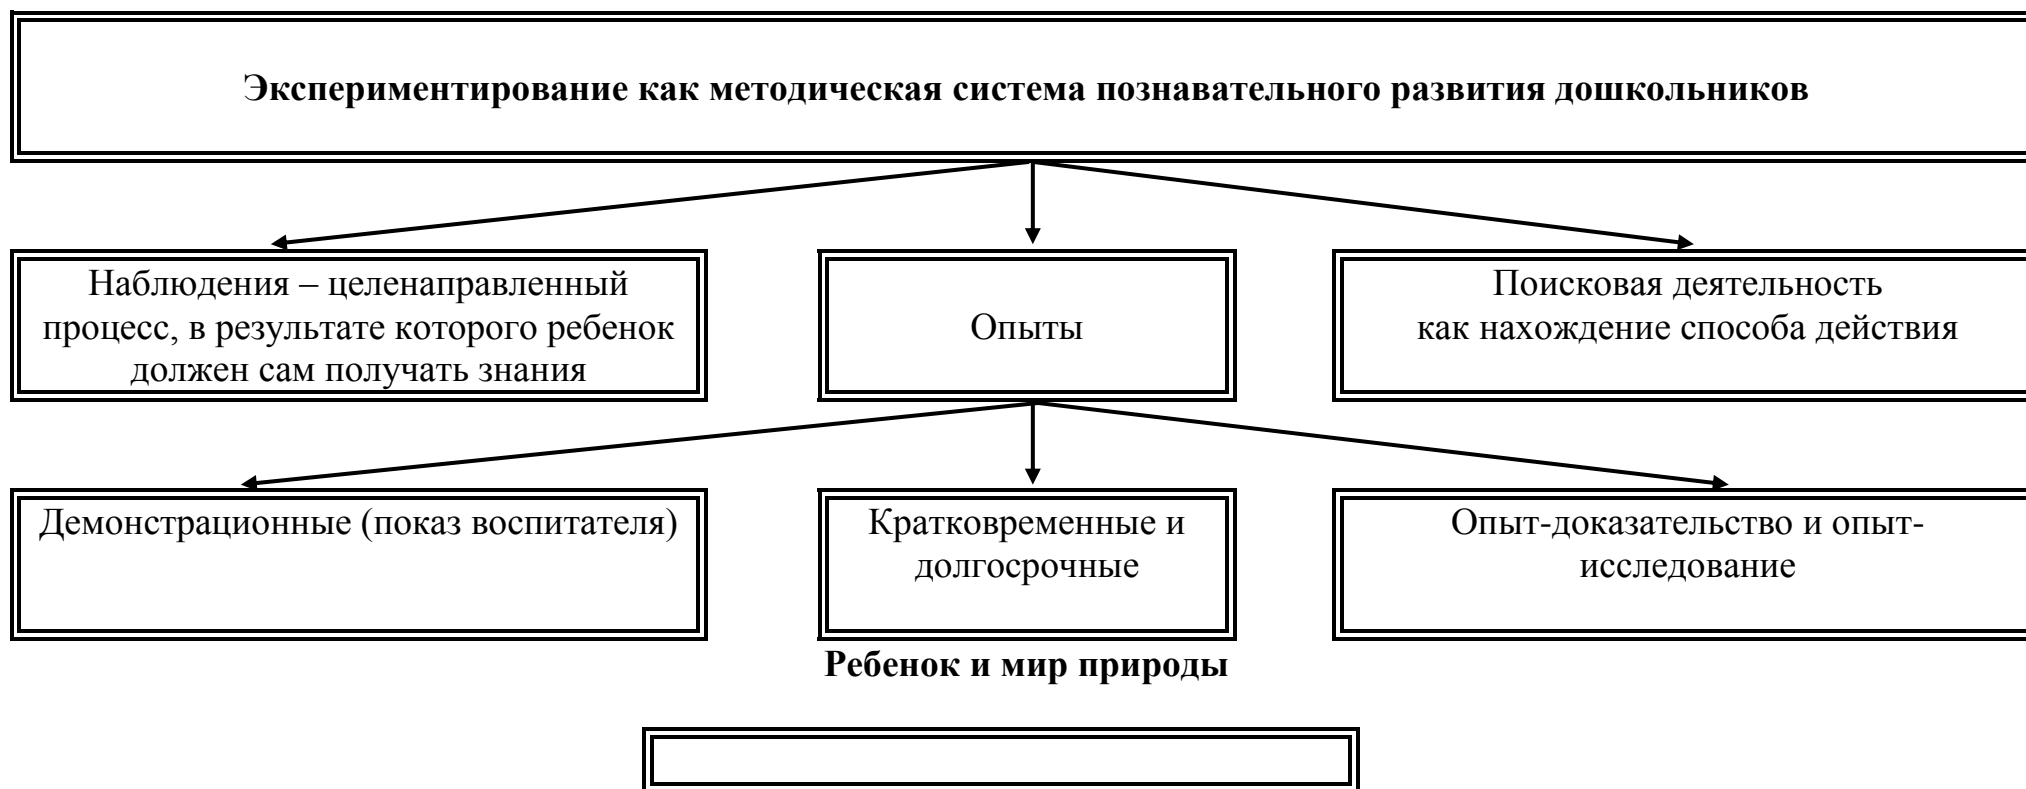 Экспериментирование как методическая система познавательного развития дошкольников
Наблюдения – целенаправленный
процесс, в результате которого ребенок
должен сам получать знания
Опыты
Поисковая деятельность
как нахождение способа действия
Демонстрационные (показ воспитателя)
Кратковременные и
долгосрочные
Опыт-доказательство и опыт-
исследование
Ребенок и мир природы